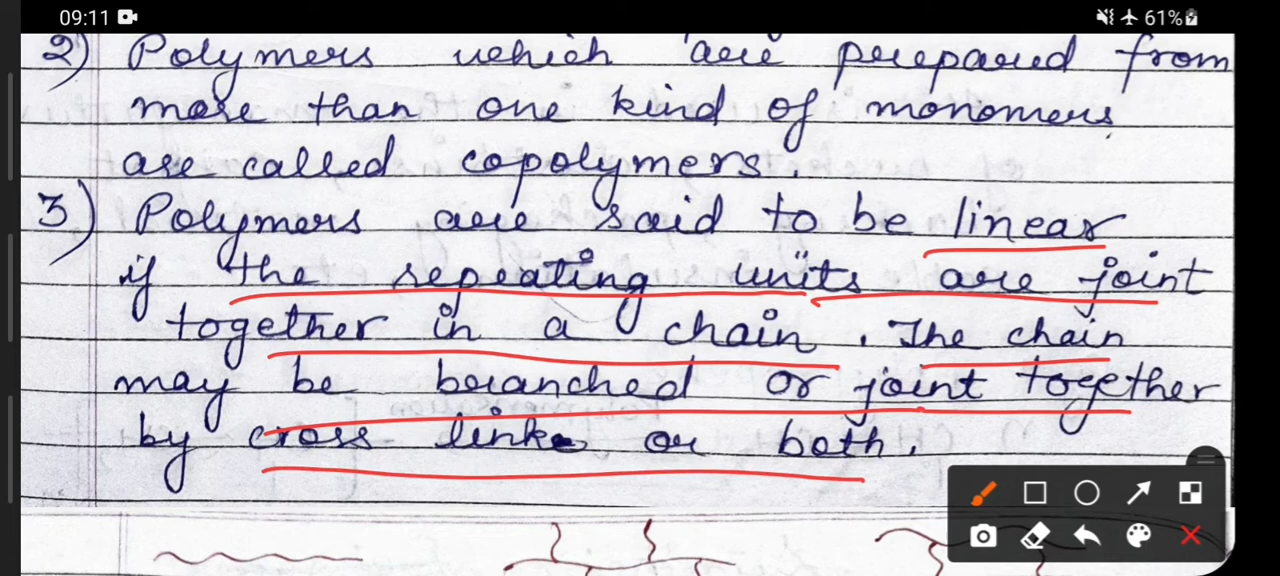 09:11
61%
2) Polymers which are prepared from
more than one kind of monomers
are called copolymers.
3) Polymers are said to be linear
if the repeating units are joint
together in a chain. The chain
may be branched or joint together
by cross links or both.